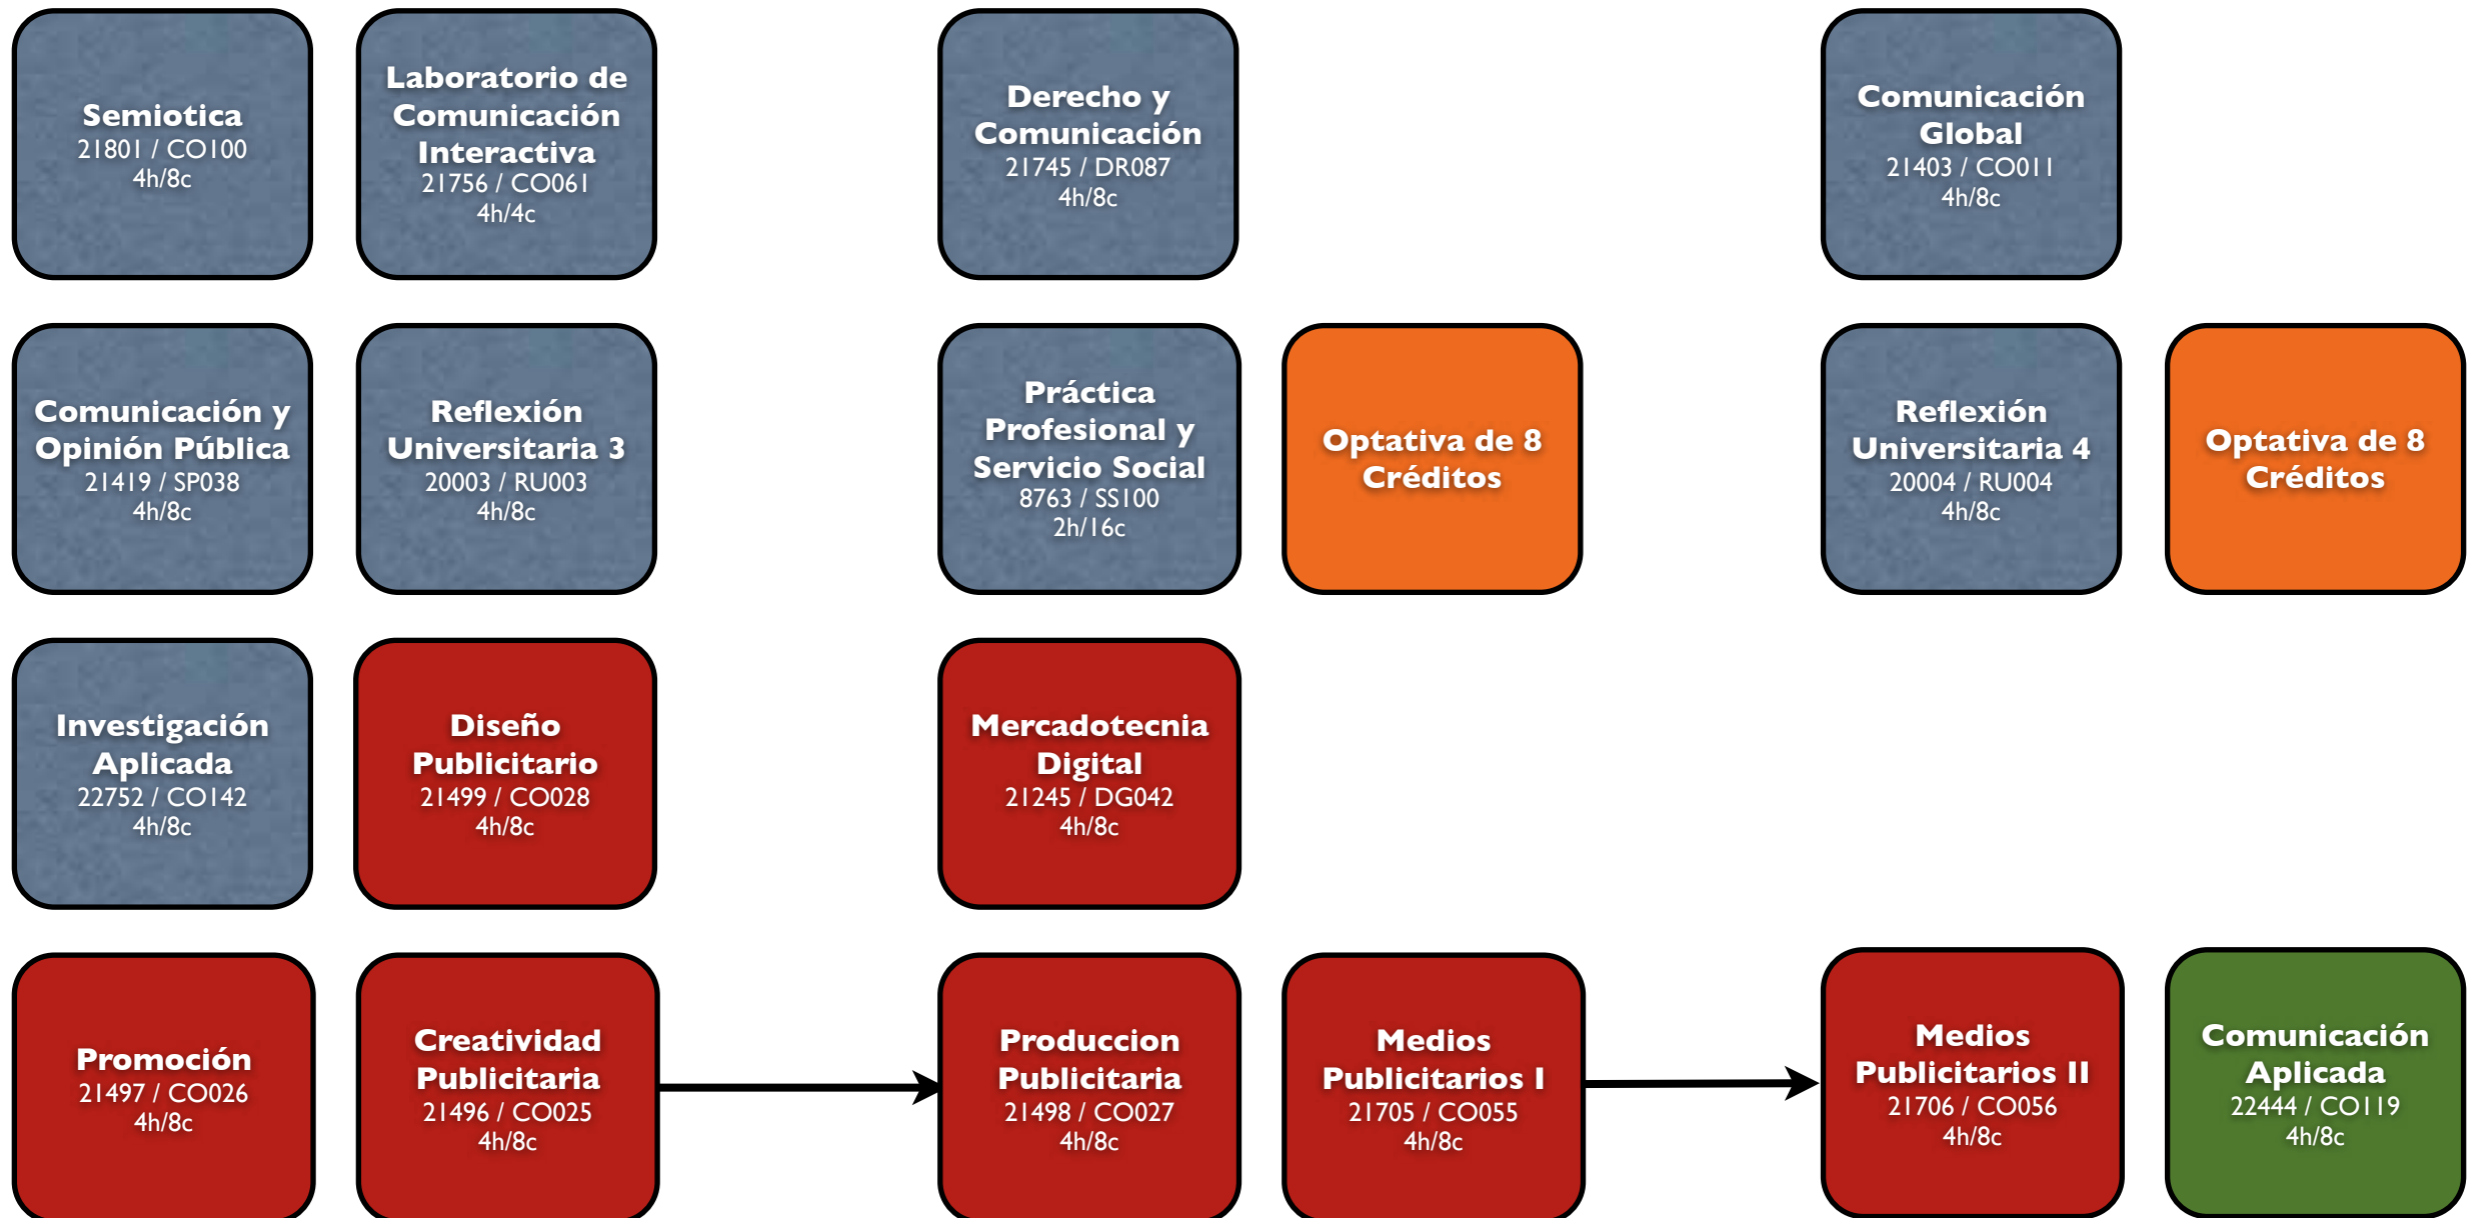 Semiotica
21801 / CO100
4h/8c
Laboratorio de
Comunicación
Interactiva
21756 / CO061
4h/4c
Derecho y
Comunicación
21745 / DR087
4h/8c
Comunicación
Global
21403 / CO011
4h/8c
Comunicación y
Opinión Pública
21419 / SP038
4h/8c
Reflexión
Universitaria 3
20003 / RU003
4h/8c
Práctica
Profesional y
Servicio Social
8763 / SS100
2h/16c
Optativa de 8
Créditos
Reflexión
Universitaria 4
20004 / RU004
4h/8c
Optativa de 8
Créditos
Investigación
Aplicada
22752 / CO142
4h/8c
Diseño
Publicitario
21499 / CO028
4h/8c
Mercadotecnia
Digital
21245 / DG042
4h/8c
Promoción
21497 / CO026
4h/8c
Creatividad
Publicitaria
21496 / CO025
4h/8c
Produccion
Publicitaria
21498 / CO027
4h/8c
Medios
Publicitarios I
21705 / CO055
4h/8c
Medios
Publicitarios II
21706 / CO056
4h/8c
Comunicación
Aplicada
22444 / CO119
4h/8c